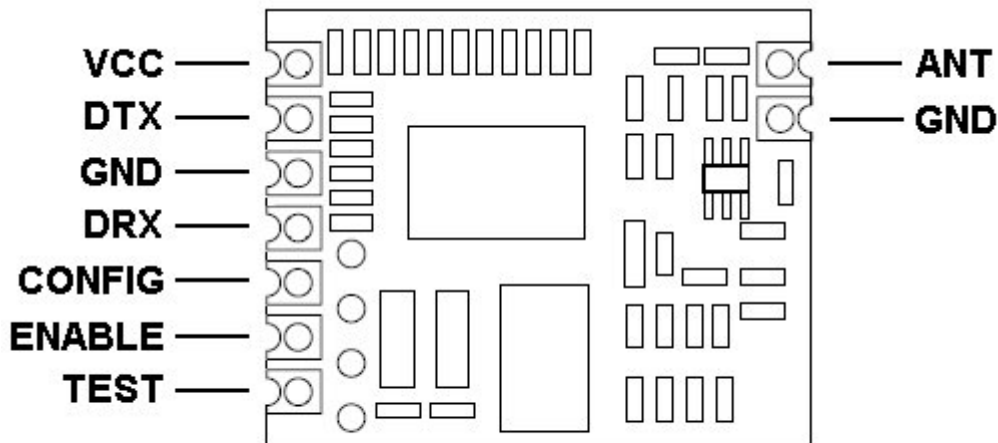 VCC
DTX
GND
DRX
CONFIG
ENABLE
TEST
ANT
GND